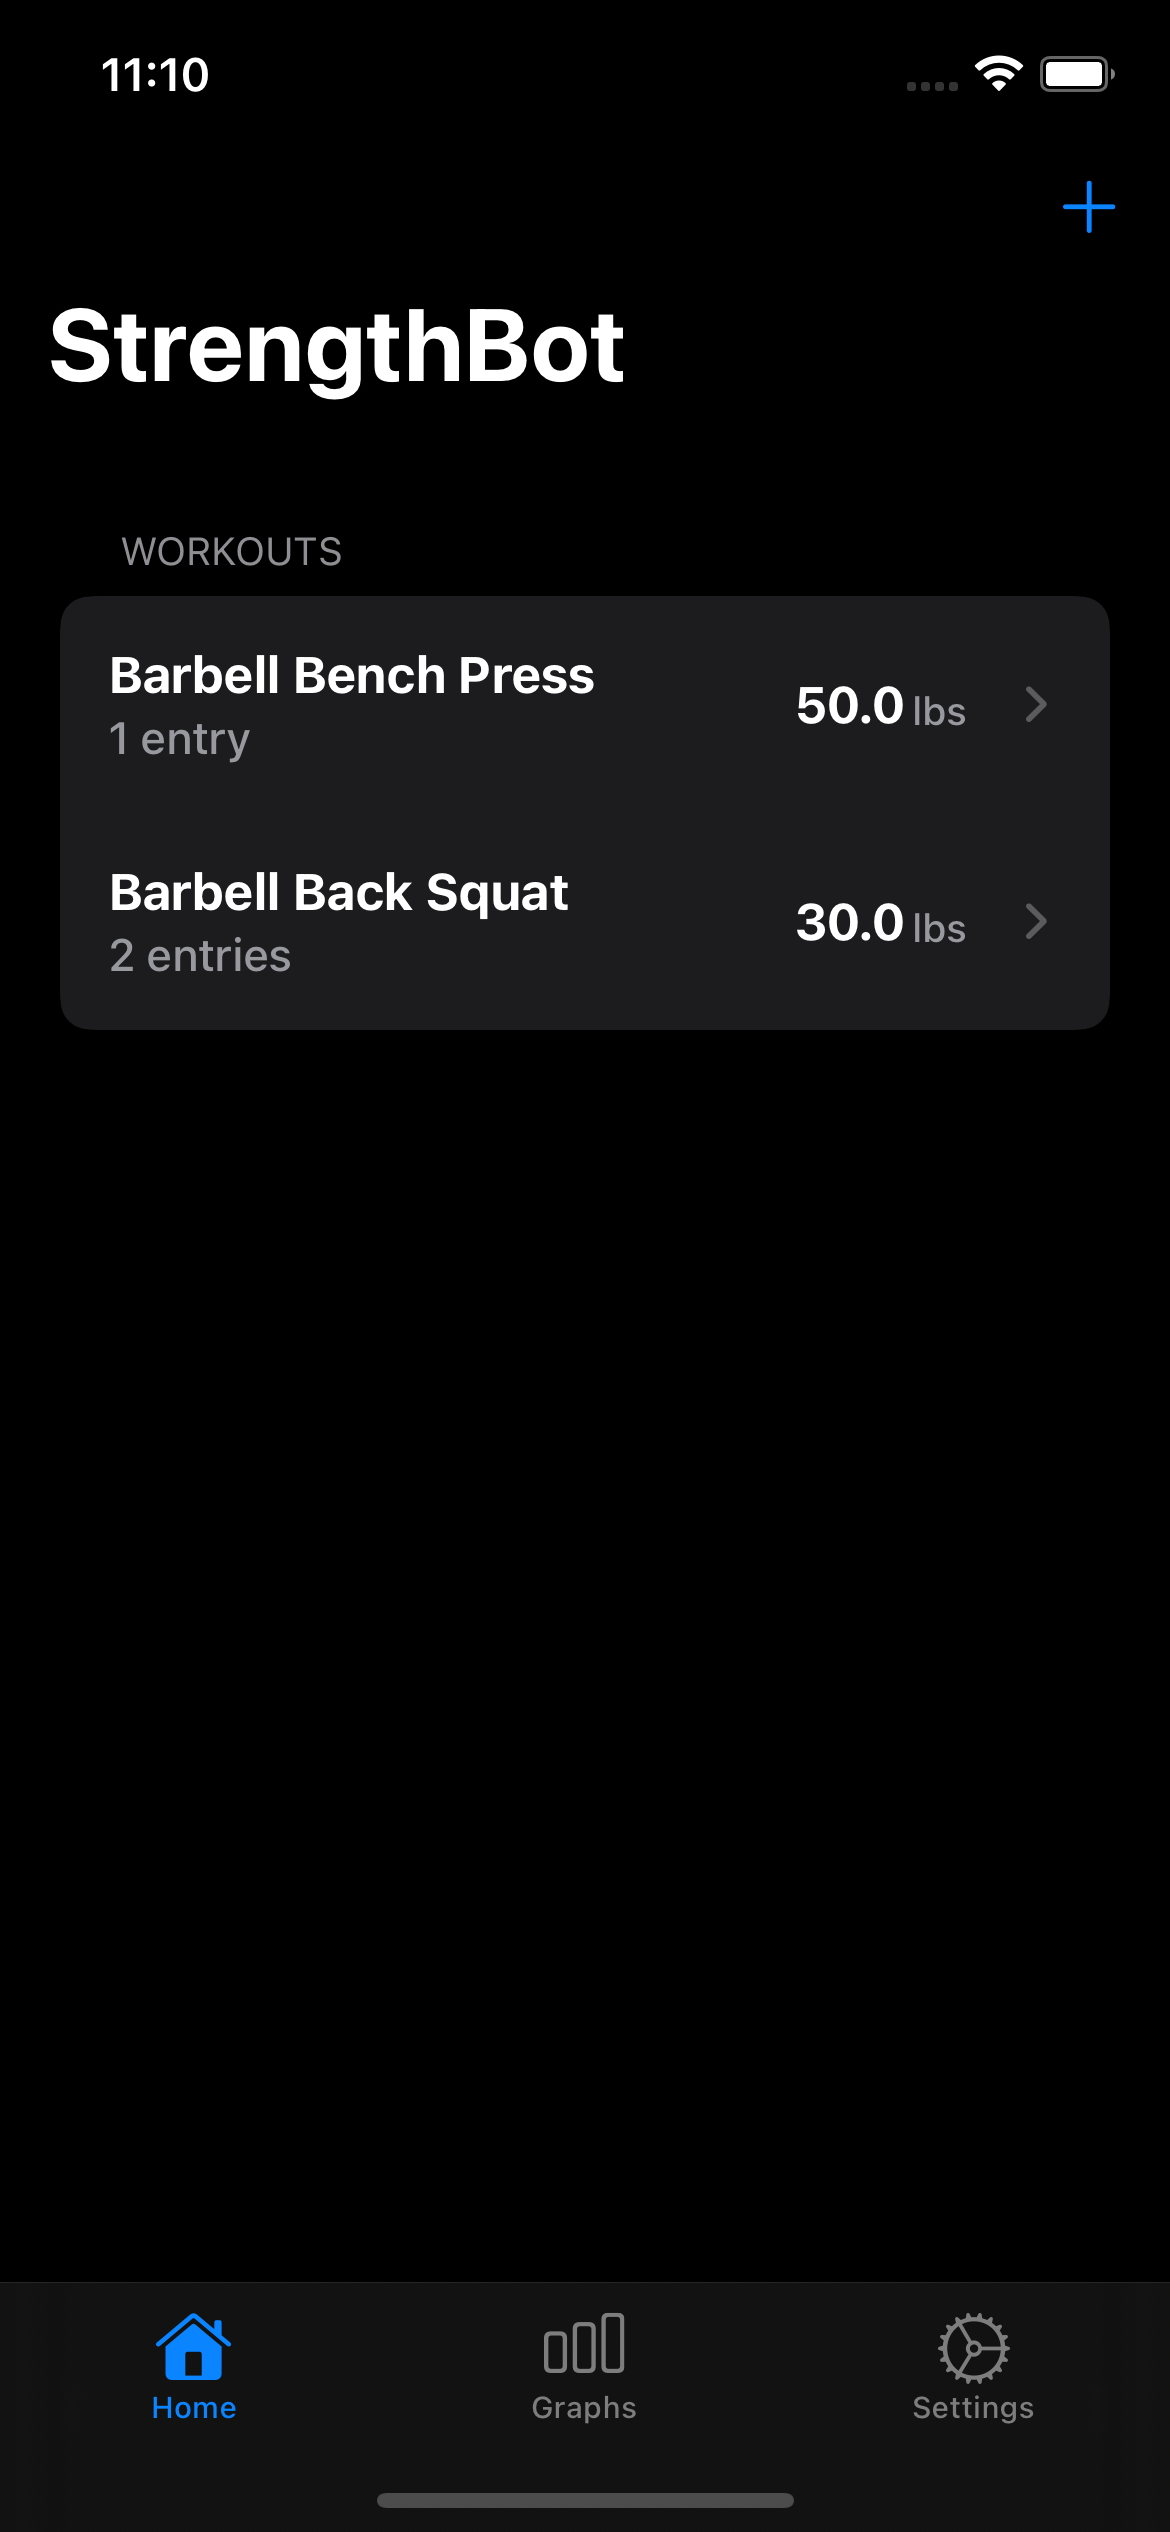 11:10
StrengthBot
WORKOUTS
Barbell Bench Press
1 entry
50.0 lbs
Barbell Back Squat
2 entries
30.0 lbs
Home
Graphs
Settings